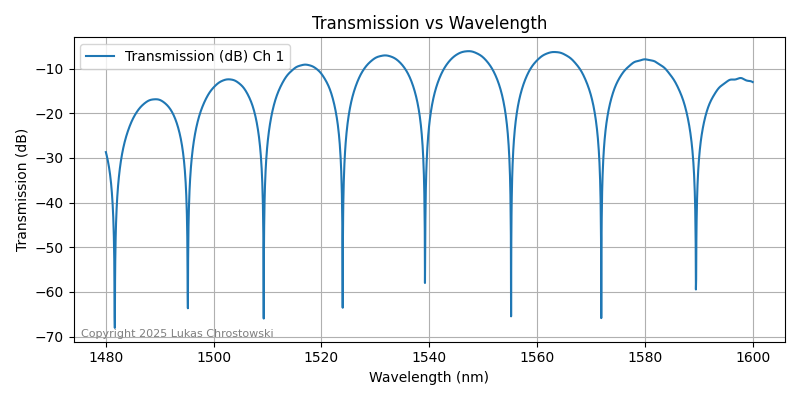 Transmission vs Wavelength
Transmission (dB) Ch 1
Transmission (dB)
−10
−20
−30
−40
−50
−60
−70
Copyright 2025 Lukas Chrostowski
1480
1500
1520
1540
1560
1580
1600
Wavelength (nm)